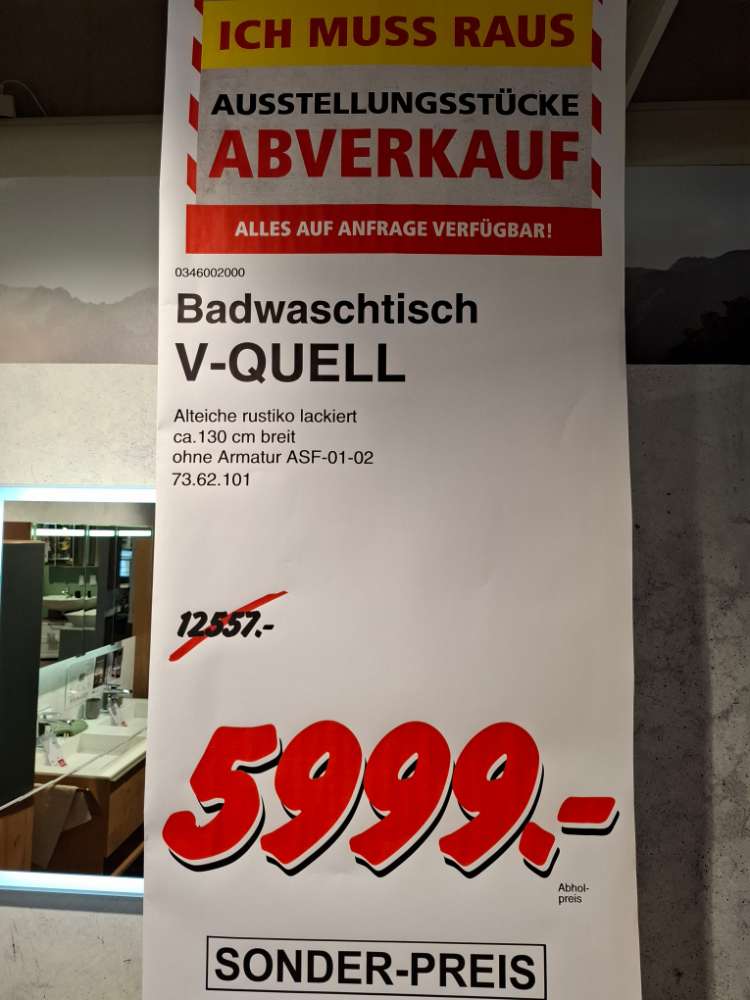 ICH MUSS RAUS
AUSSTELLUNGSSTÜCKE
ABVERKAUF
ALLES AUF ANFRAGE VERFÜGBAR!
0346002000
Badwaschtisch
V-QUELL
Alteiche rustiko lackiert
ca.130 cm breit
ohne Armatur ASF-01-02
73.62.101
12557.-
5999.-
Abhol-
preis
SONDER-PREIS